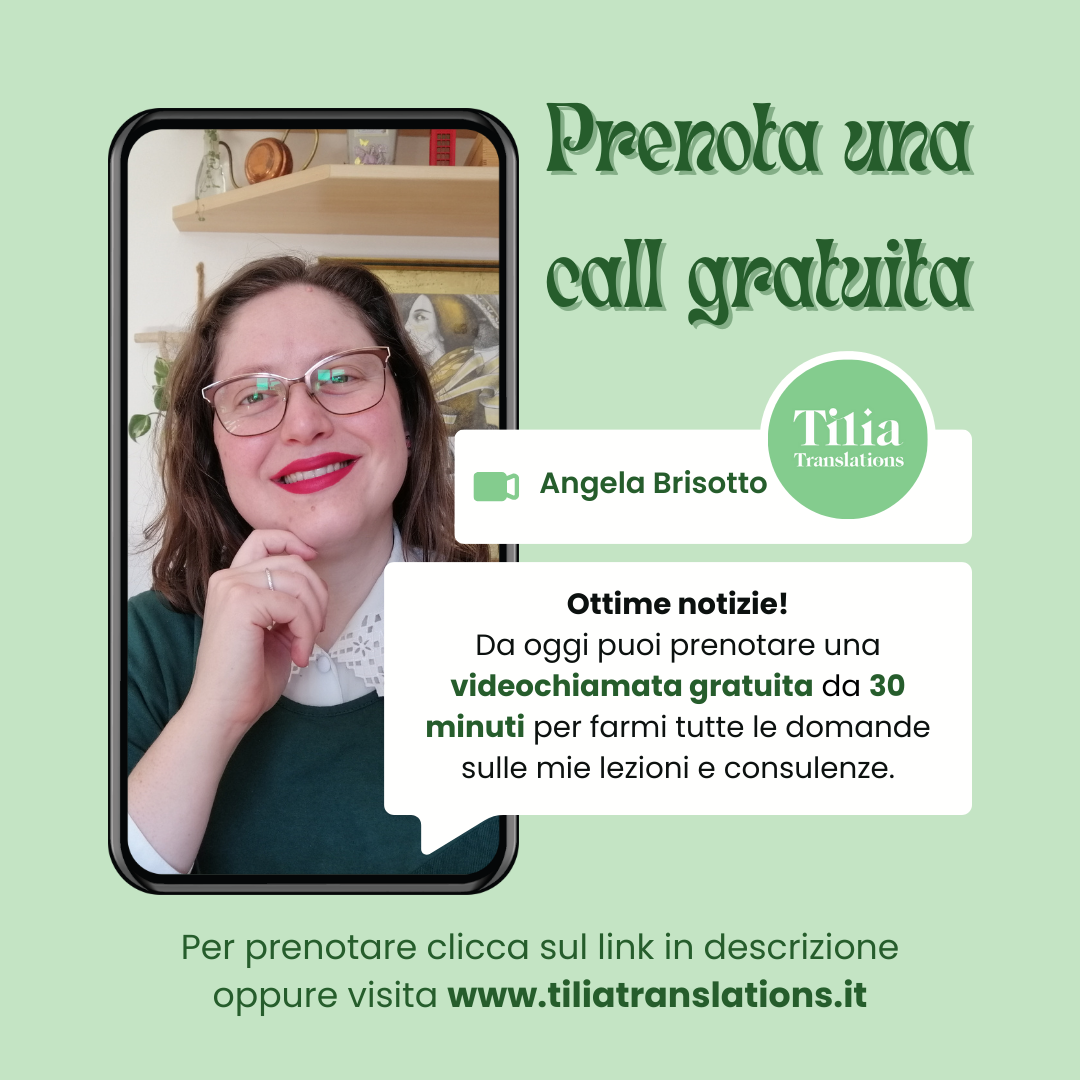 Prenota una
call gratuita
Tilia
Translations
Angela Brisotto
Ottime notizie!
Da oggi puoi prenotare una
videochiamata gratuita da 30
minuti per farmi tutte le domande
sulle mie lezioni e consulenze.
Per prenotare clicca sul link in descrizione
oppure visita www.tiliatranslations.it